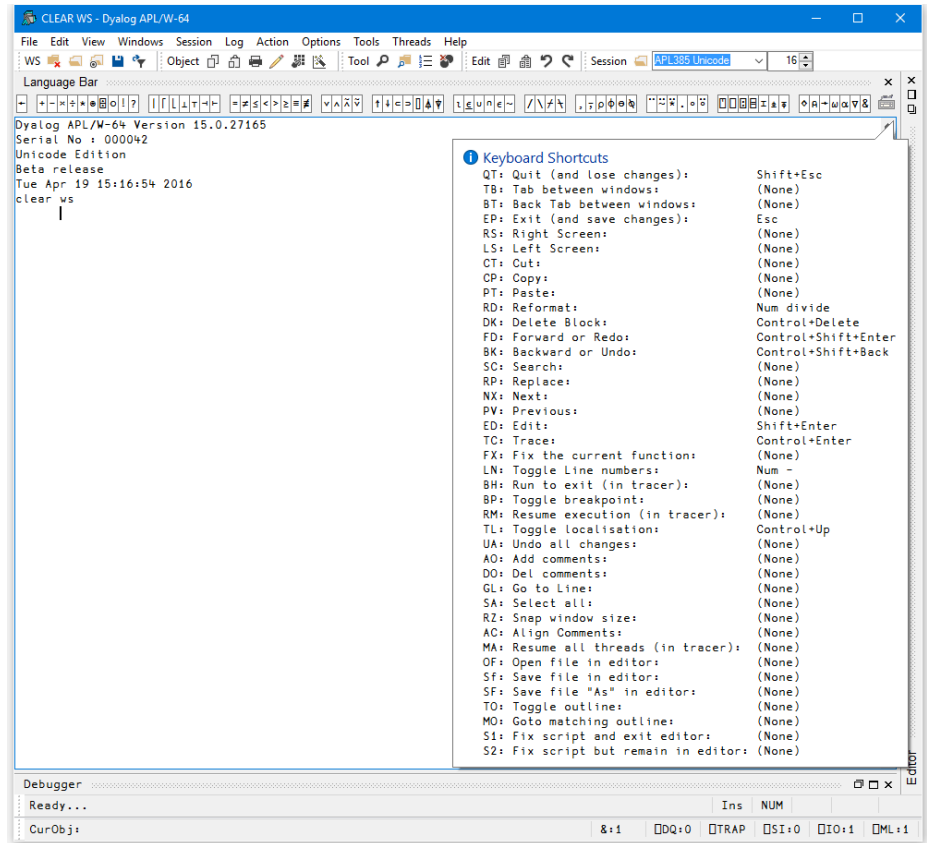 CLEAR WS - Dyalog APL/W-64
File Edit View Windows Session Log Action Options Tools Threads Help
WS Object Tool Edit Session APL385 Unicode 16
Language Bar
← + - × ÷ * ⍟ ⌹ ○ ! ? | ⌈ ⌊ ⊥ ⊤ ⊣ ⊢ = ≠ ≤ < > ≥ ≡ ≢ ∨ ∧ ⍲ ⍱ ↑ ↓ ⊂ ⊃ ⌷ ⍋ ⍒ ⍳ ⍷ ∪ ∩ ∊ ~ / \ ⌿ ⍀ , ⍪ ⍴ ⌽ ⊖ ⍉ ¨ ⍨ ⍣ . ∘ ⍤ ⍞ ⎕ ⍠ ⌸ ⌶ ⍎ ⍕ ⋄ ⍝ → ⍵ ⍺ ∇ &
Dyalog APL/W-64 Version 15.0.27165
Serial No : 000042
Unicode Edition
Beta release
Tue Apr 19 15:16:54 2016
clear ws
Keyboard Shortcuts
QT: Quit (and lose changes): Shift+Esc
TB: Tab between windows: (None)
BT: Back Tab between windows: (None)
EP: Exit (and save changes): Esc
RS: Right Screen: (None)
LS: Left Screen: (None)
CT: Cut: (None)
CP: Copy: (None)
PT: Paste: (None)
RD: Reformat: Num divide
DK: Delete Block: Control+Delete
FD: Forward or Redo: Control+Shift+Enter
BK: Backward or Undo: Control+Shift+Back
SC: Search: (None)
RP: Replace: (None)
NX: Next: (None)
PV: Previous: (None)
ED: Edit: Shift+Enter
TC: Trace: Control+Enter
FX: Fix the current function: (None)
LN: Toggle Line numbers: Num -
BH: Run to exit (in tracer): (None)
BP: Toggle breakpoint: (None)
RM: Resume execution (in tracer): (None)
TL: Toggle localisation: Control+Up
UA: Undo all changes: (None)
AO: Add comments: (None)
DO: Del comments: (None)
GL: Go to Line: (None)
SA: Select all: (None)
RZ: Snap window size: (None)
AC: Align Comments: (None)
MA: Resume all threads (in tracer): (None)
OF: Open file in editor: (None)
Sf: Save file in editor: (None)
SF: Save file "As" in editor: (None)
TO: Toggle outline: (None)
MO: Goto matching outline: (None)
S1: Fix script and exit editor: (None)
S2: Fix script but remain in editor: (None)
Editor
Debugger
Ready... Ins NUM
CurObj: &:1 ⎕DQ:0 ⎕TRAP ⎕SI:0 ⎕IO:1 ⎕ML:1